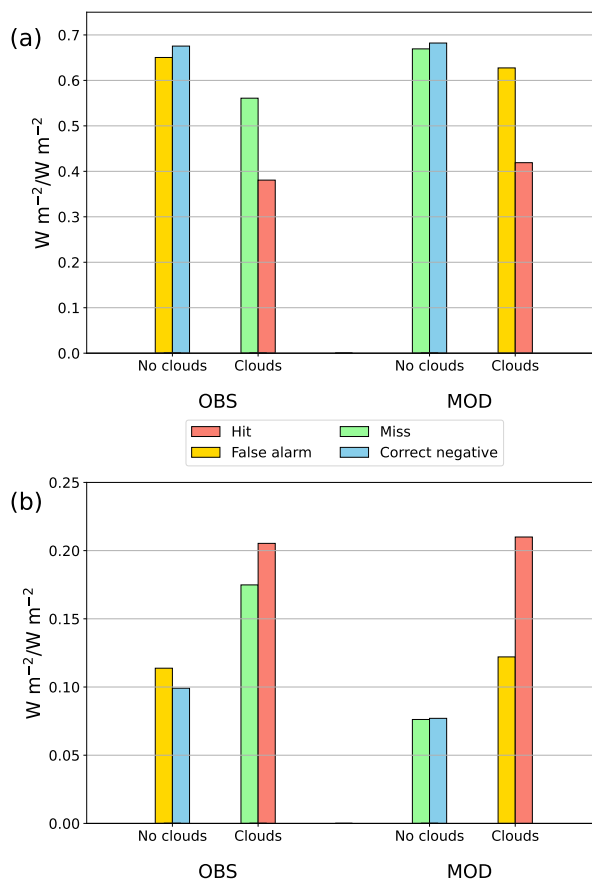 (a)
W m⁻²/W m⁻²
0.7
0.6
0.5
0.4
0.3
0.2
0.1
0.0
No clouds Clouds No clouds Clouds
OBS MOD
Hit Miss
False alarm Correct negative
(b)
W m⁻²/W m⁻²
0.25
0.20
0.15
0.10
0.05
0.00
No clouds Clouds No clouds Clouds
OBS MOD